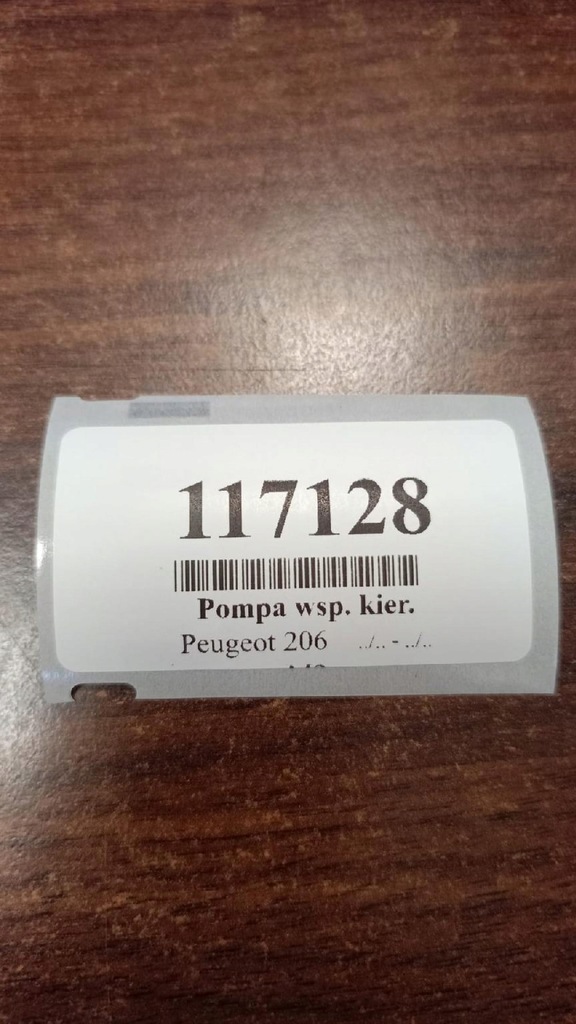 117128
Pompa wsp. kier.
Peugeot 206 ../.. - ../..